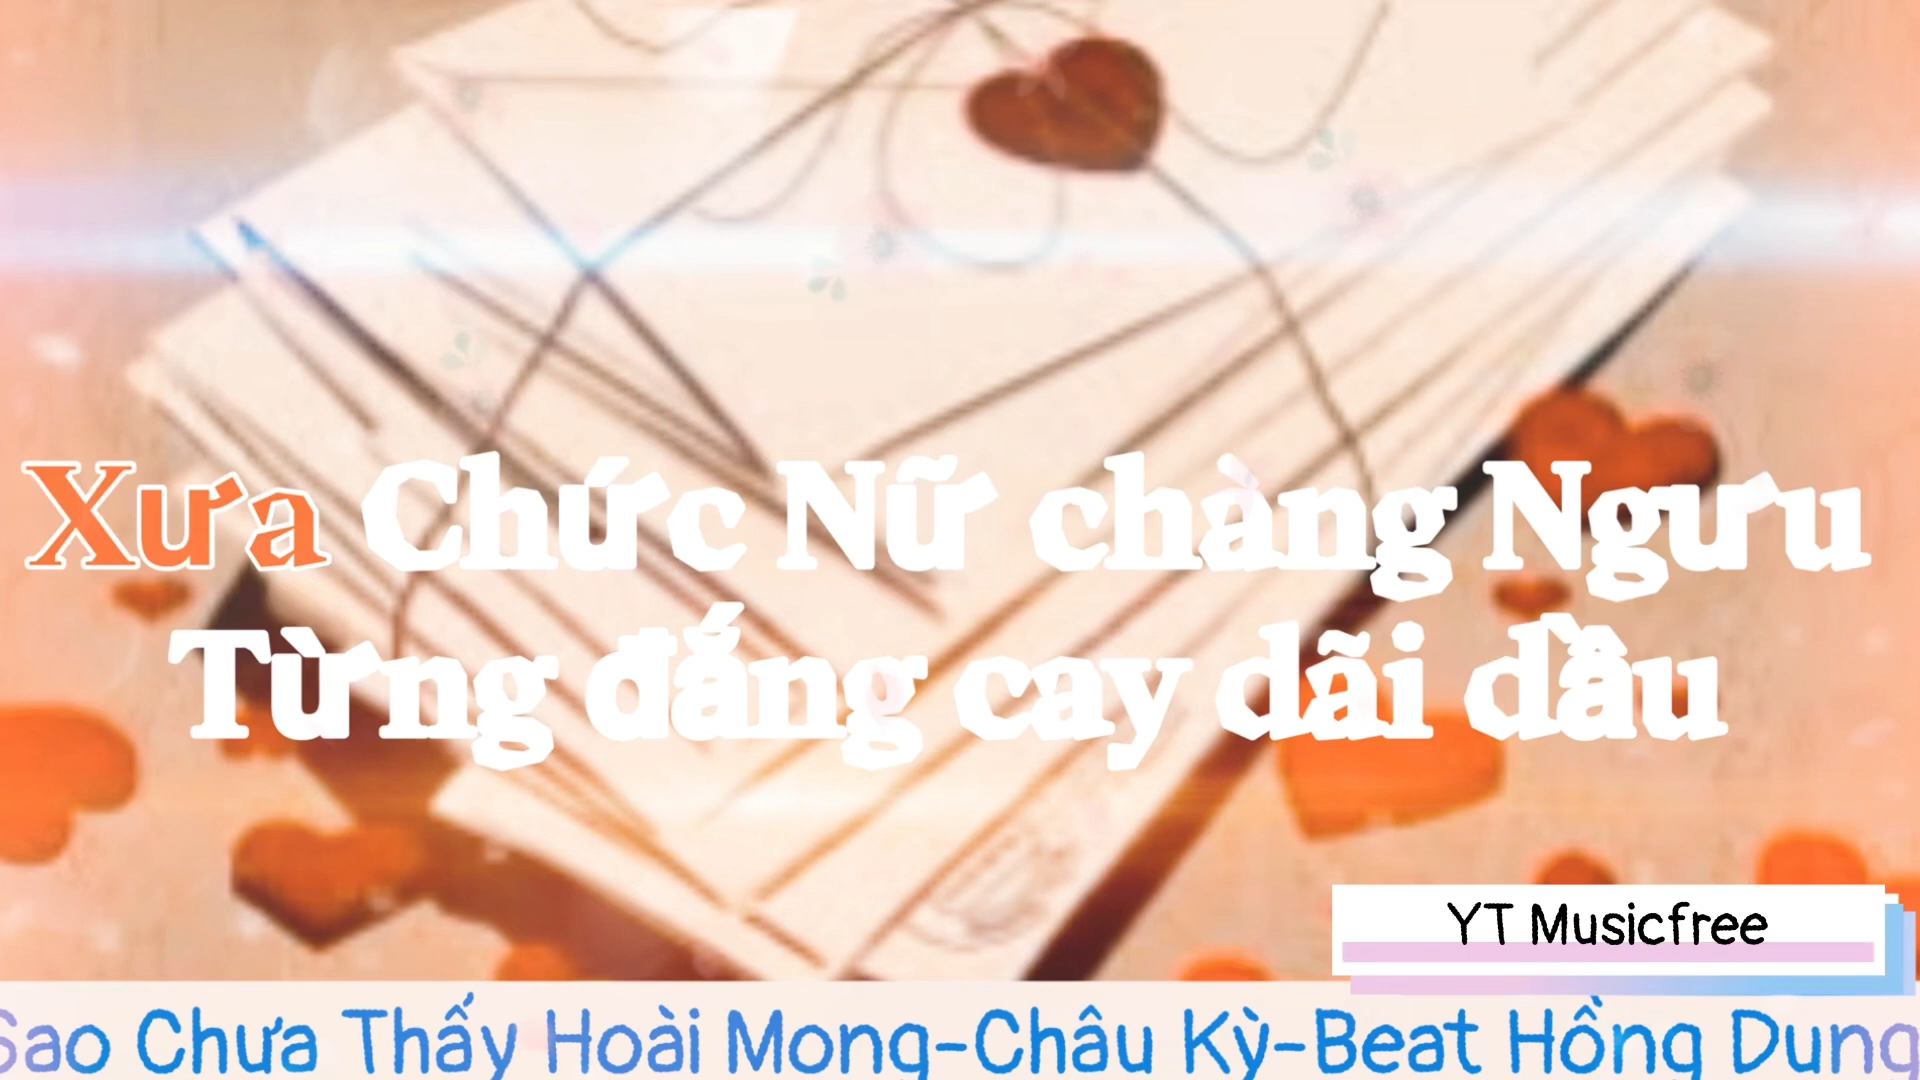 Xưa Chức Nữ chàng Ngưu
Từng đắng cay dãi dầu
YT Musicfree
Sao Chưa Thấy Hoài Mong-Châu Kỳ-Beat Hồng Dung